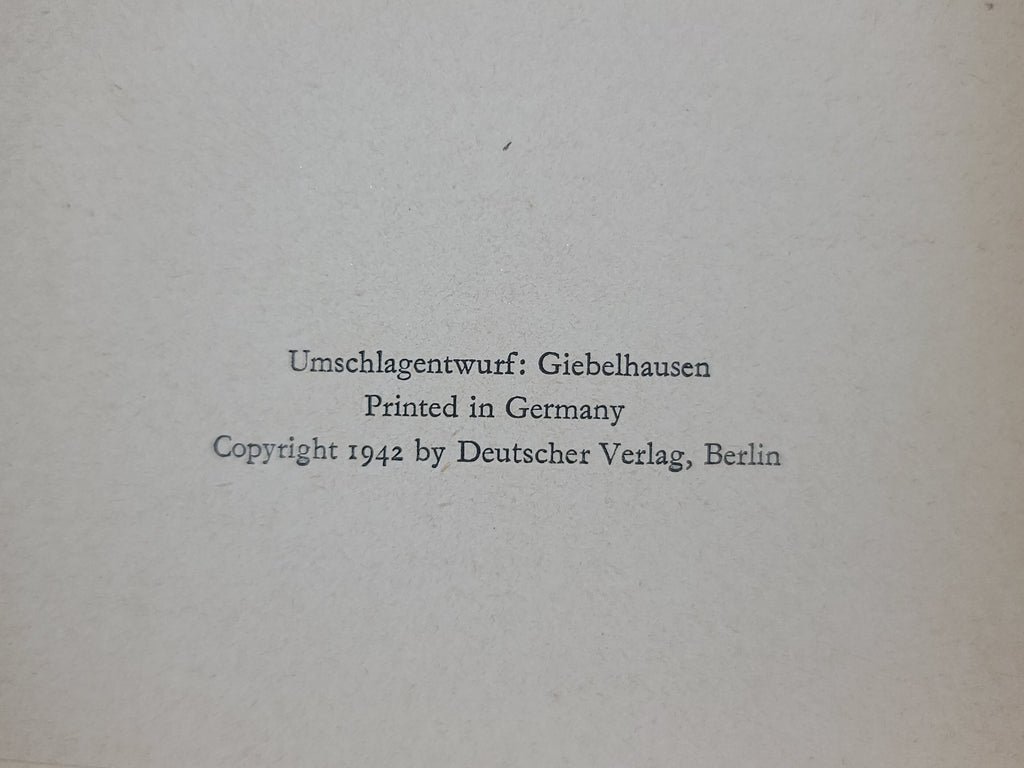 Umschlagentwurf: Giebelhausen
Printed in Germany
Copyright 1942 by Deutscher Verlag, Berlin